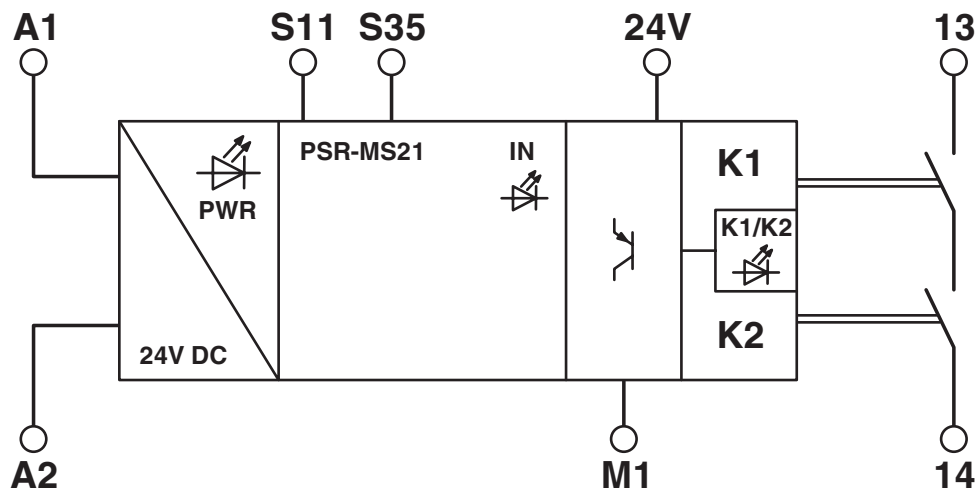 A1 S11 S35 24V 13
PSR-MS21 IN K1
PWR K1/K2
24V DC K2
A2 M1 14